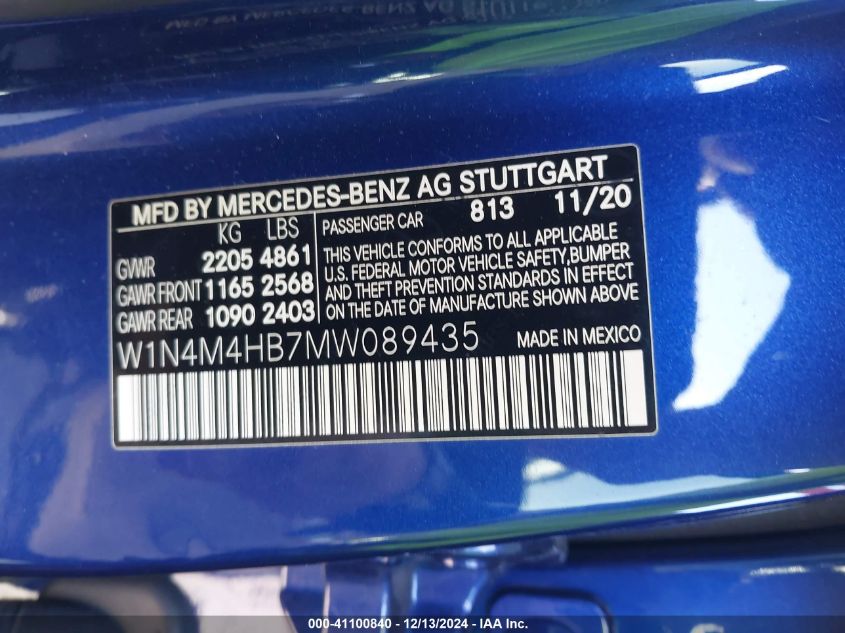 MFD BY MERCEDES-BENZ AG STUTTGART
KG LBS
GVWR 2205 4861
GAWR FRONT 1165 2568
GAWR REAR 1090 2403
PASSENGER CAR 813 11/20
THIS VEHICLE CONFORMS TO ALL APPLICABLE
U.S. FEDERAL MOTOR VEHICLE SAFETY,BUMPER
AND THEFT PREVENTION STANDARDS IN EFFECT
ON THE DATE OF MANUFACTURE SHOWN ABOVE
W1N4M4HB7MW089435 MADE IN MEXICO
000-41100840 - 12/13/2024 - IAA Inc.